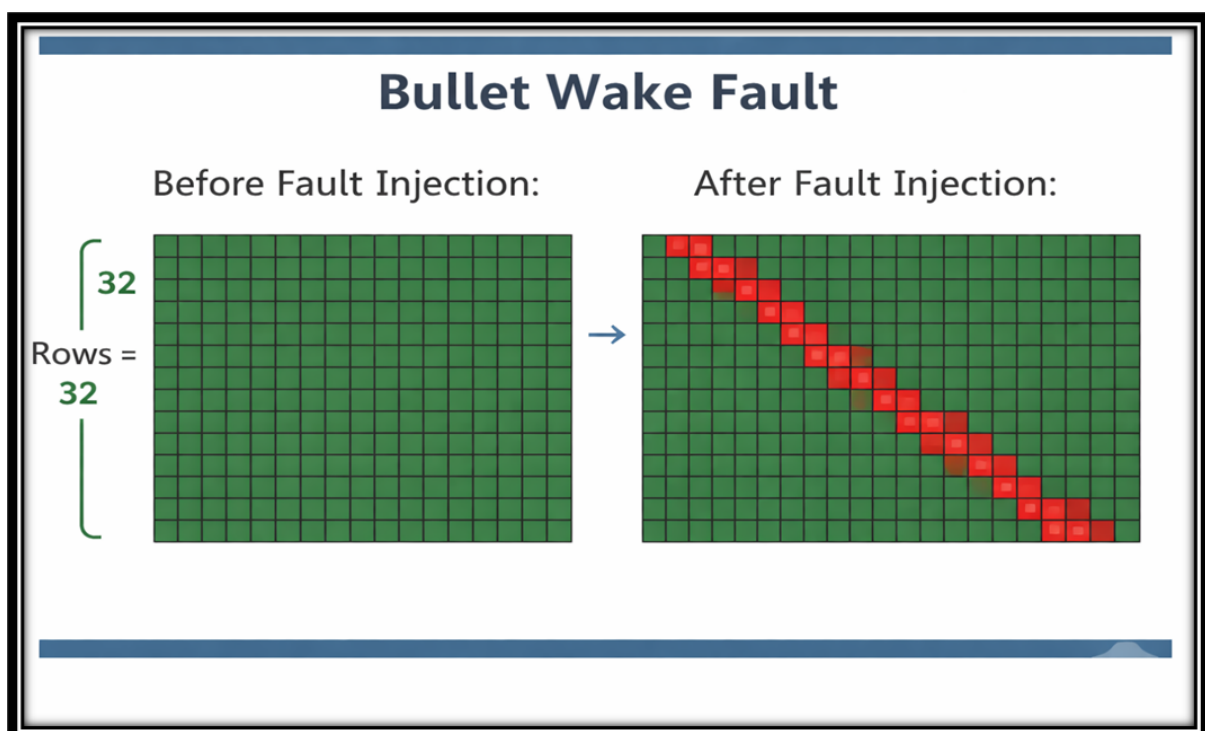 Bullet Wake Fault
Before Fault Injection:
After Fault Injection:
32
Rows =
32
→